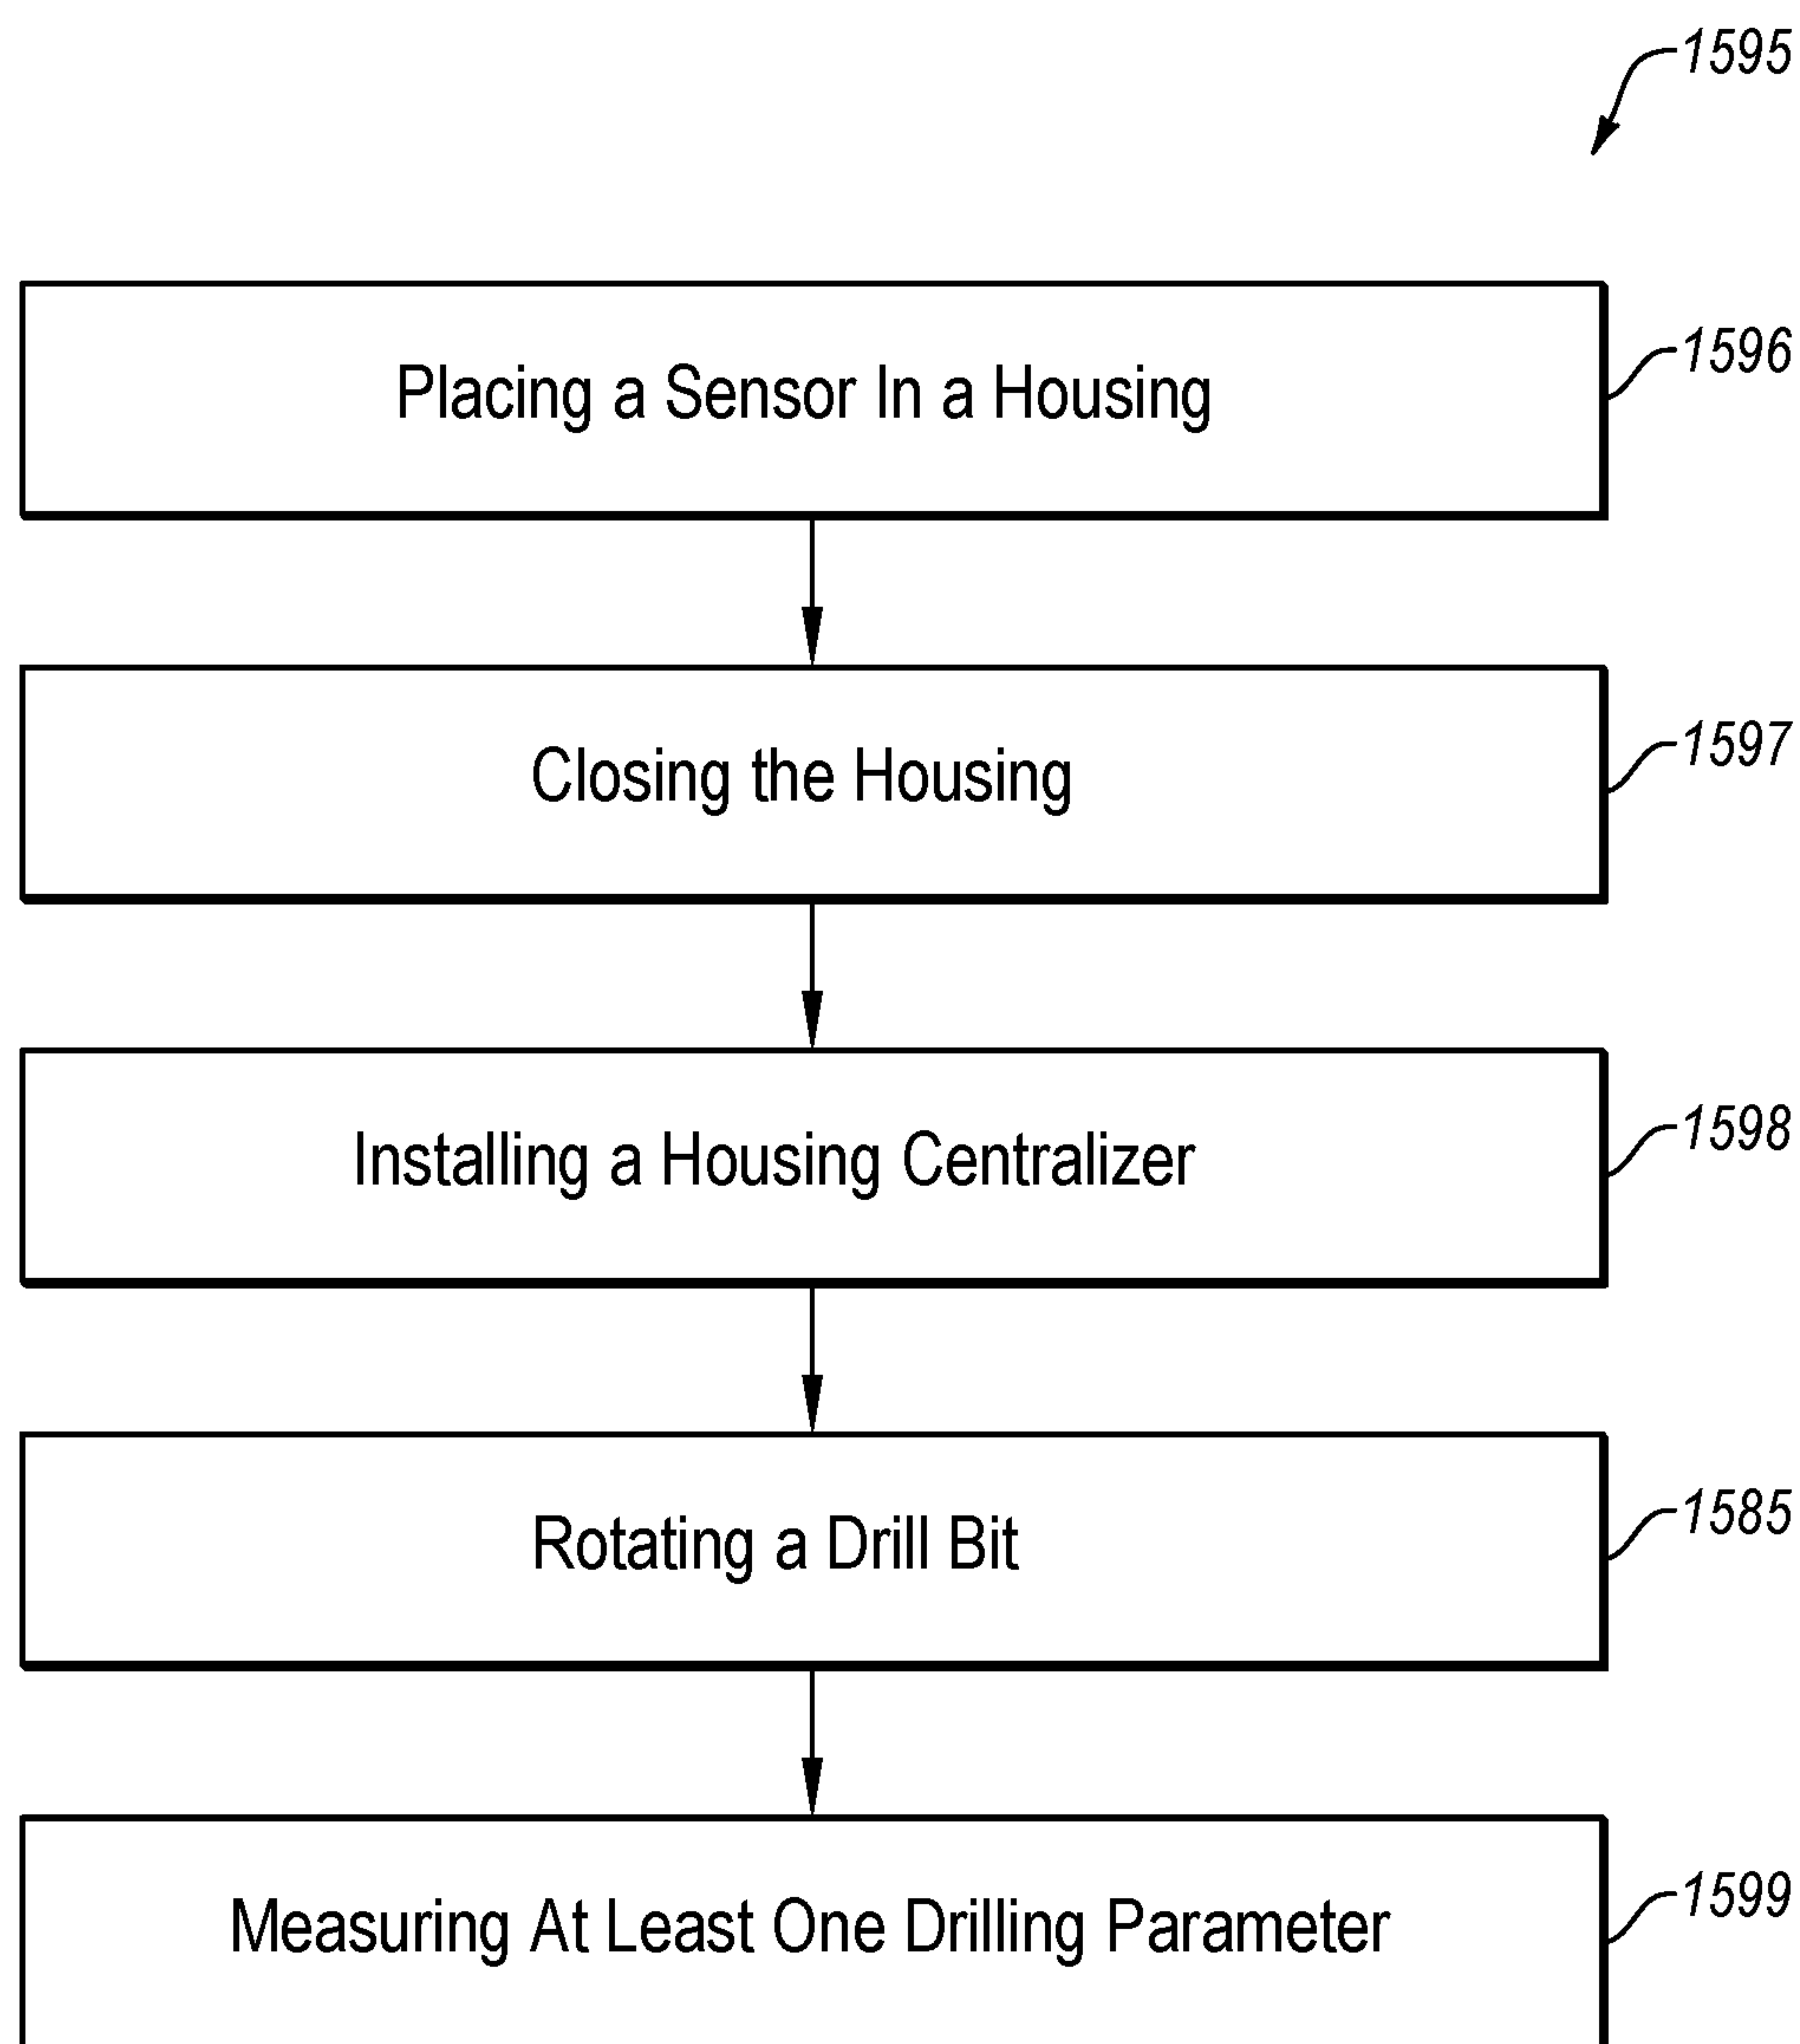 1595
Placing a Sensor In a Housing
1596
Closing the Housing
1597
Installing a Housing Centralizer
1598
Rotating a Drill Bit
1585
Measuring At Least One Drilling Parameter
1599